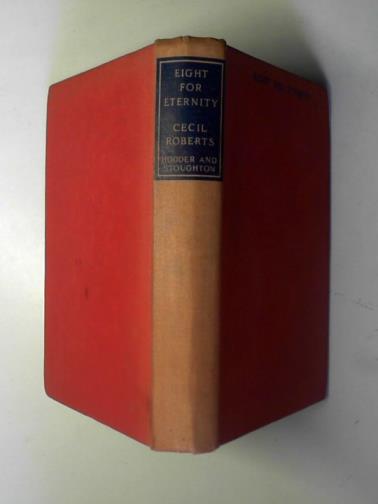 EIGHT
FOR
ETERNITY
CECIL
ROBERTS
HODDER AND
STOUGHTON